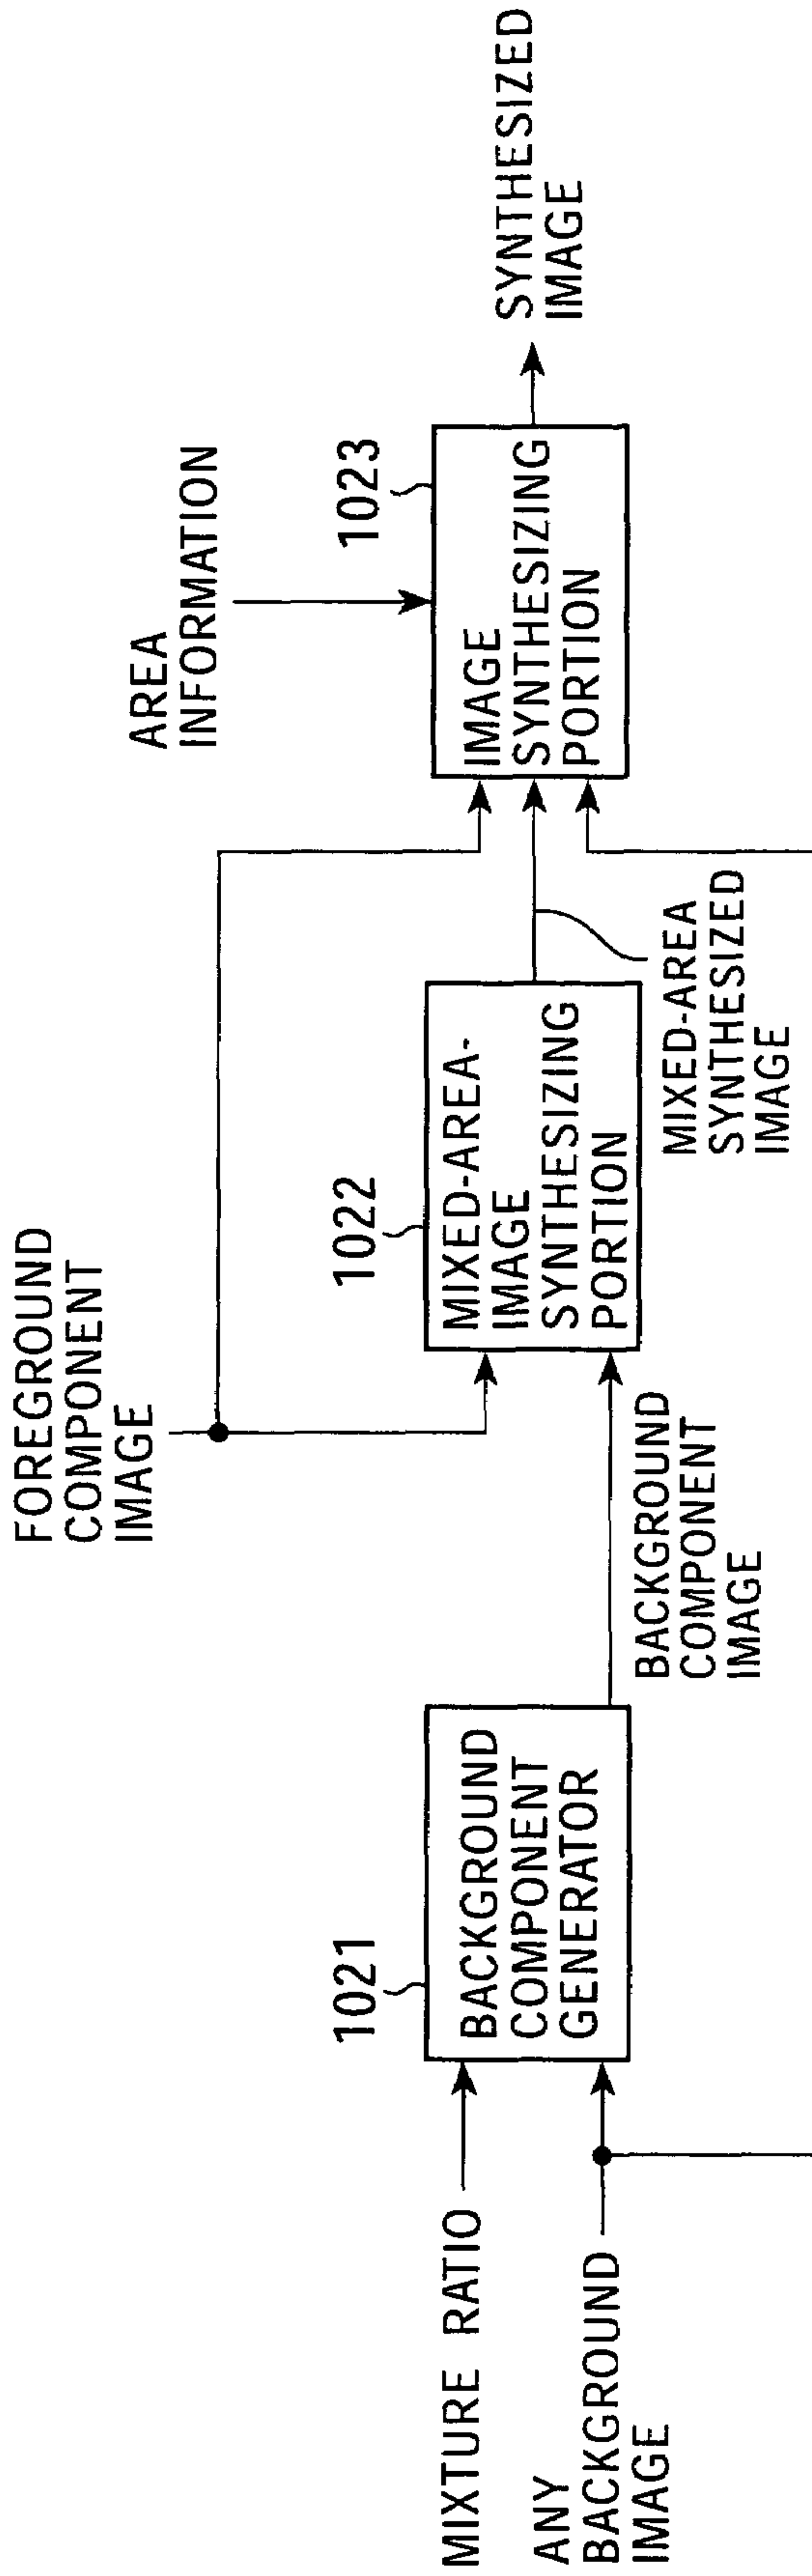 FOREGROUND
COMPONENT
IMAGE
AREA
INFORMATION
1021
1022
1023
MIXTURE RATIO
ANY
BACKGROUND
IMAGE
BACKGROUND
COMPONENT
GENERATOR
BACKGROUND
COMPONENT
IMAGE
MIXED-AREA-
IMAGE
SYNTHESIZING
PORTION
MIXED-AREA
SYNTHESIZED
IMAGE
IMAGE
SYNTHESIZING
PORTION
SYNTHESIZED
IMAGE